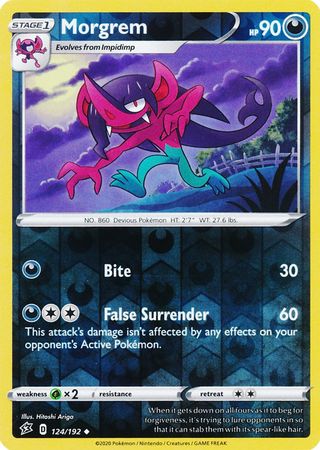 STAGE 1
Morgrem
HP 90
Evolves from Impidimp
NO. 860 Devious Pokémon HT: 2'7" WT: 27.6 lbs.
Bite 30
False Surrender 60
This attack's damage isn't affected by any effects on your
opponent's Active Pokémon.
weakness ×2 resistance retreat
Illus. Hitoshi Ariga
124/192
When it gets down on all fours as if to beg for
forgiveness, it's trying to lure opponents in so
that it can stab them with its spear-like hair.
©2020 Pokémon / Nintendo / Creatures / GAME FREAK